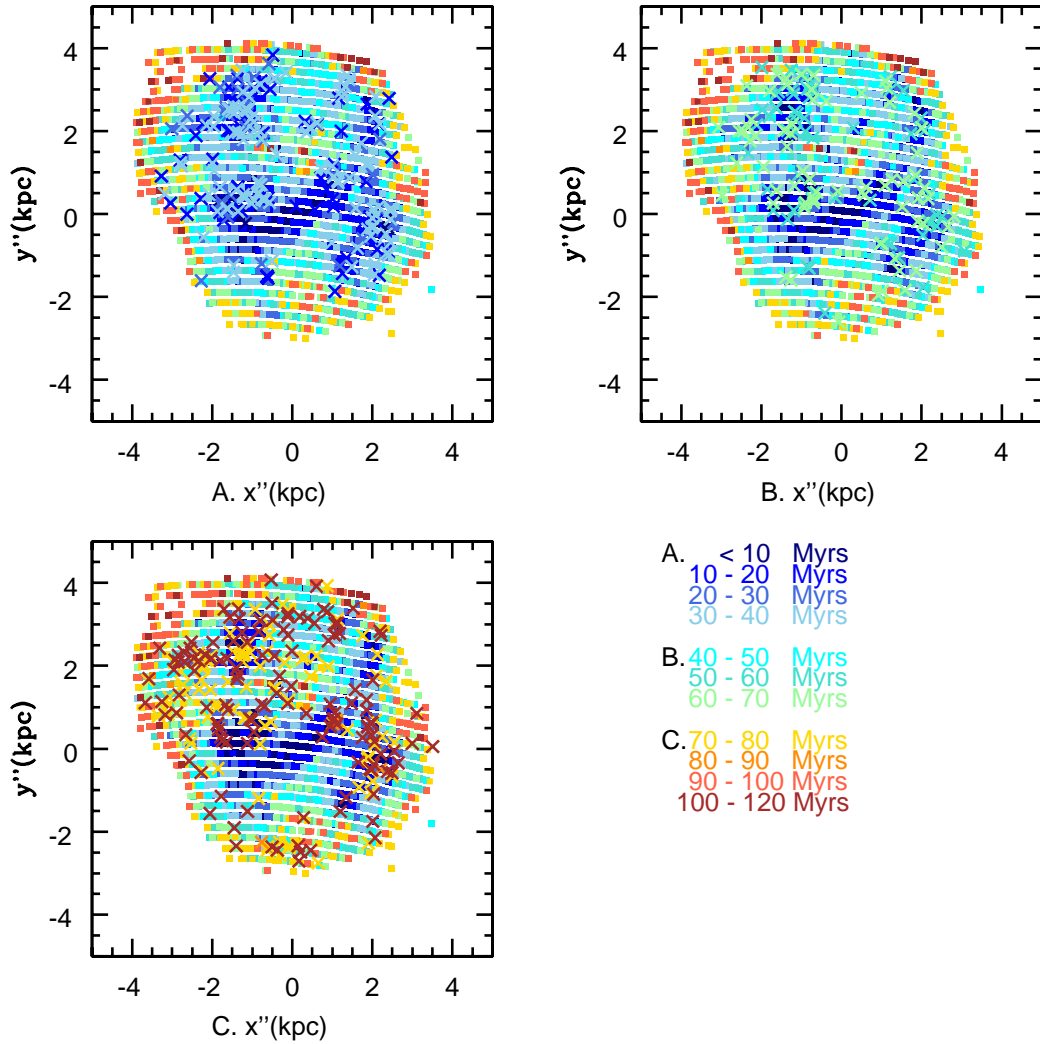 4
2
0
-2
-4
y''(kpc)
-4 -2 0 2 4
A. x''(kpc)
4
2
0
-2
-4
y''(kpc)
-4 -2 0 2 4
B. x''(kpc)
4
2
0
-2
-4
y''(kpc)
-4 -2 0 2 4
C. x''(kpc)
A. < 10 Myrs
10 - 20 Myrs
20 - 30 Myrs
30 - 40 Myrs
B. 40 - 50 Myrs
50 - 60 Myrs
60 - 70 Myrs
C. 70 - 80 Myrs
80 - 90 Myrs
90 - 100 Myrs
100 - 120 Myrs